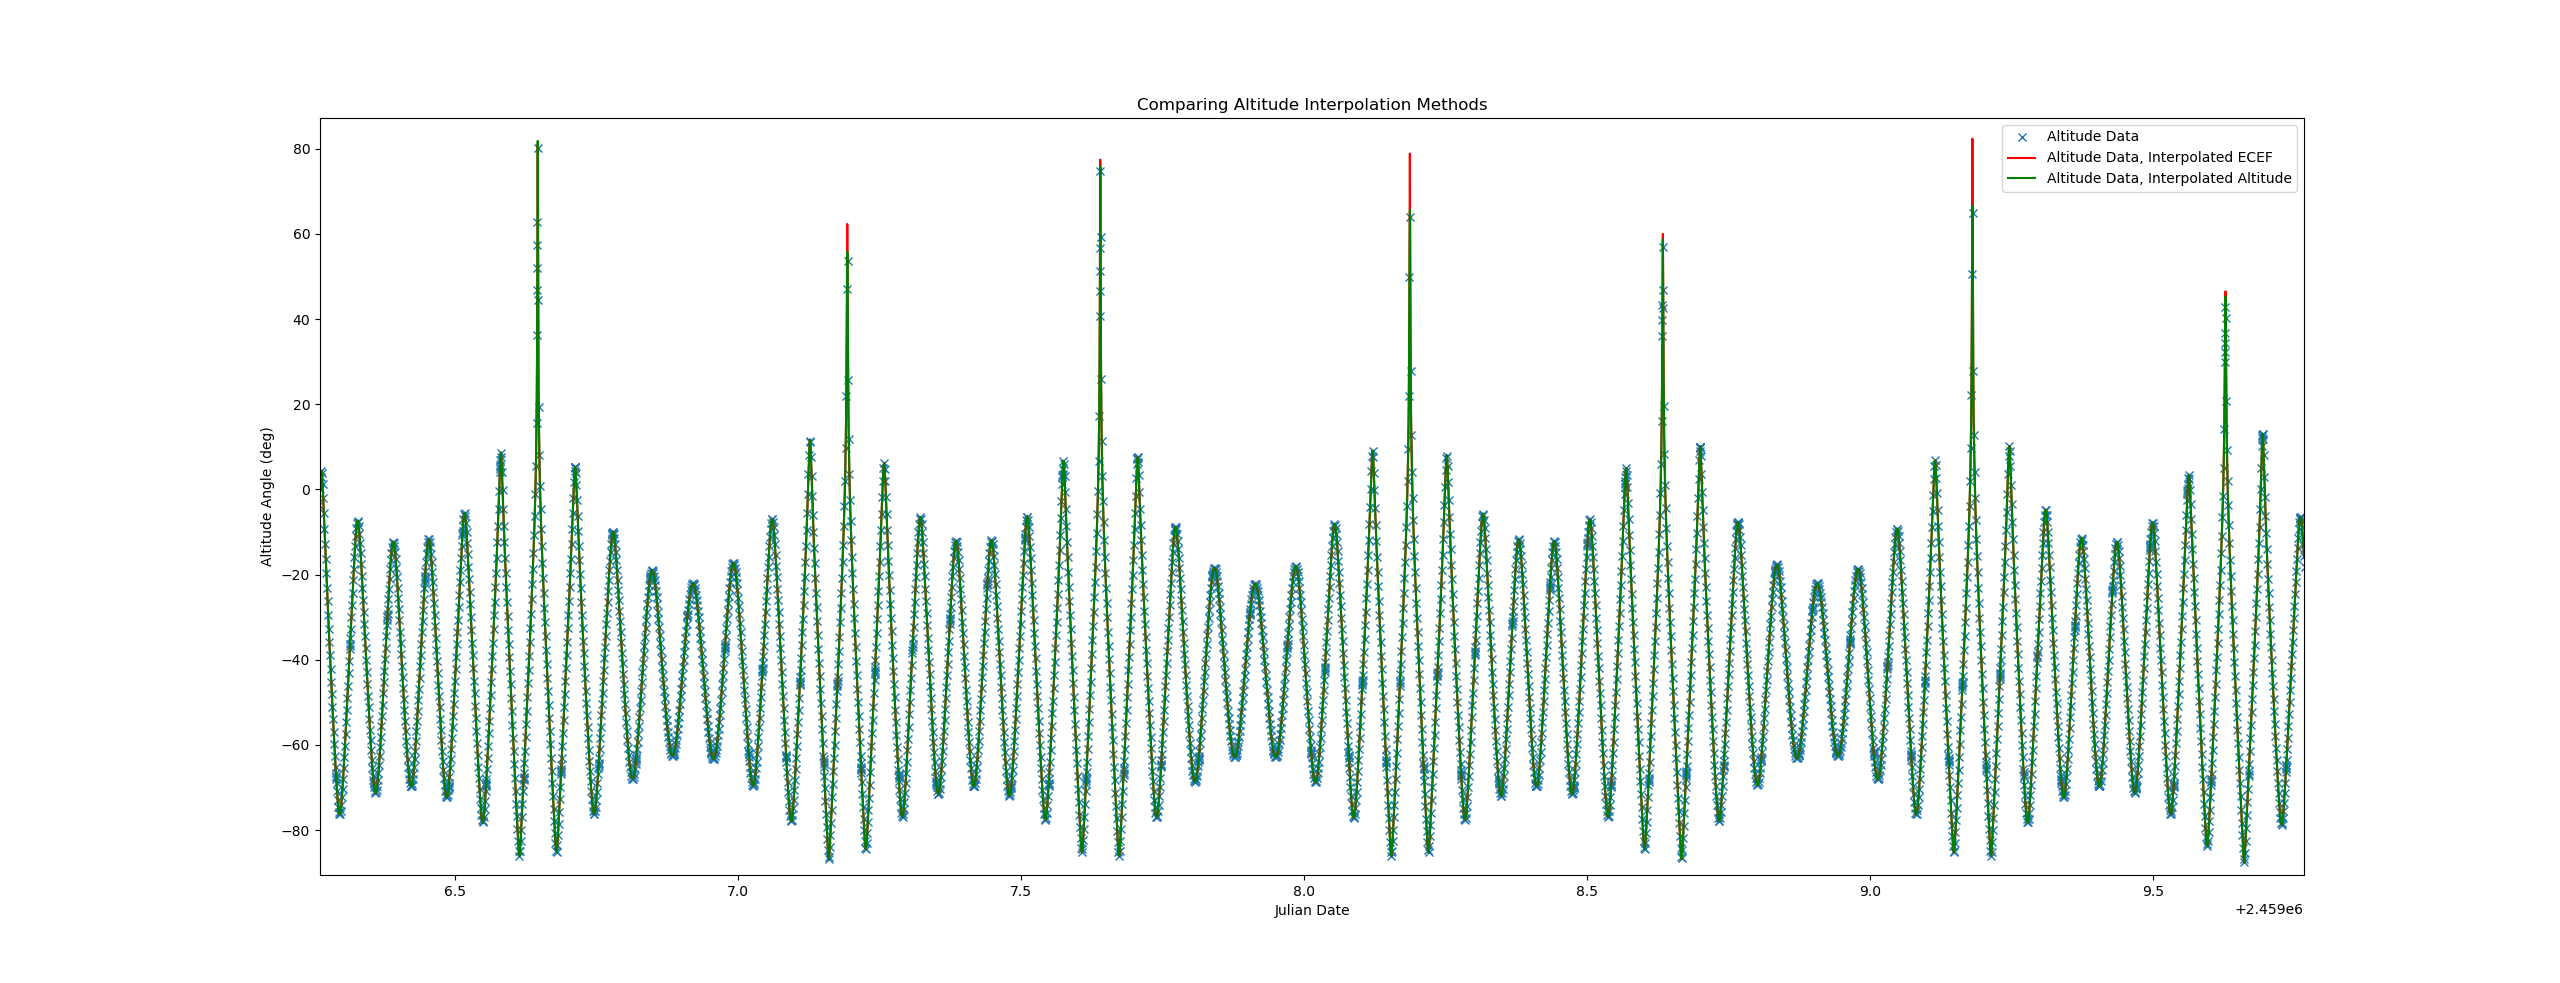 Comparing Altitude Interpolation Methods
Altitude Data
Altitude Data, Interpolated ECEF
Altitude Data, Interpolated Altitude
Altitude Angle (deg)
80
60
40
20
0
−20
−40
−60
−80
6.5 7.0 7.5 8.0 8.5 9.0 9.5
Julian Date
+2.459e6